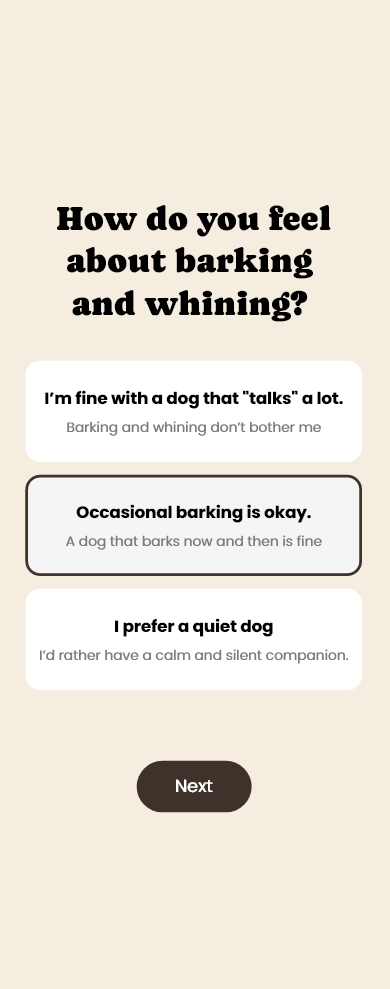 How do you feel
about barking
and whining?
I’m fine with a dog that "talks" a lot.
Barking and whining don’t bother me
Occasional barking is okay.
A dog that barks now and then is fine
I prefer a quiet dog
I’d rather have a calm and silent companion.
Next